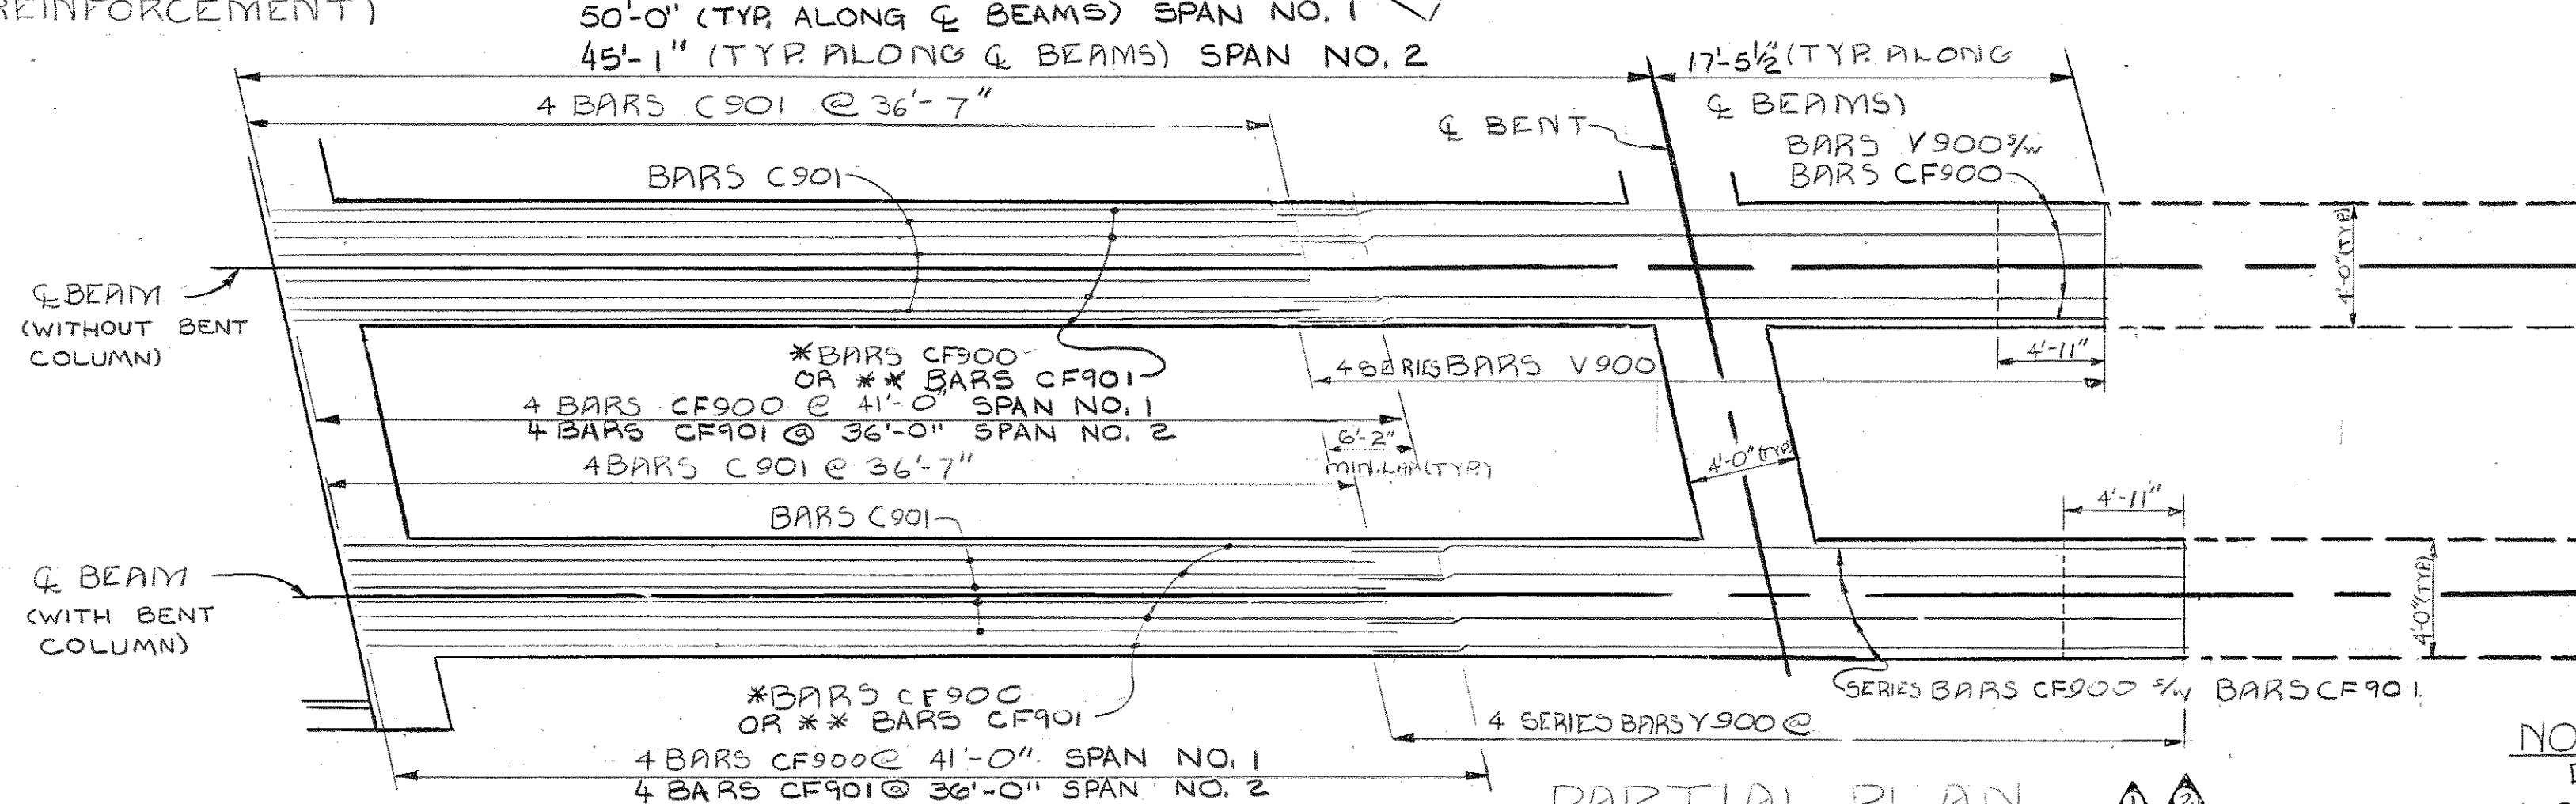 REINFORCEMENT)
50'-0" (TYP. ALONG ℄ BEAMS) SPAN NO. 1
45'-1" (TYP. ALONG ℄ BEAMS) SPAN NO. 2
17'-5½" (TYP. ALONG
℄ BEAMS)
4 BARS C901 @ 36'-7"
℄ BENT
BARS V900 s/w
BARS CF900
BARS C901
4'-0" (TYP.)
℄ BEAM
(WITHOUT BENT
COLUMN)
*BARS CF900
OR ** BARS CF901
4 SERIES BARS V900
4'-11"
4 BARS CF900 @ 41'-0" SPAN NO. 1
4 BARS CF901 @ 36'-0" SPAN NO. 2
6'-2"
MIN. LAP (TYP.)
4'-0" (TYP.)
4 BARS C901 @ 36'-7"
BARS C901
4'-11"
℄ BEAM
(WITH BENT
COLUMN)
4'-0" (TYP.)
*BARS CF900
OR ** BARS CF901
SERIES BARS CF900 s/w BARS CF901
4 SERIES BARS V900 @
4 BARS CF900 @ 41'-0" SPAN NO. 1
4 BARS CF901 @ 36'-0" SPAN NO. 2
PARTIAL PLAN
1 2